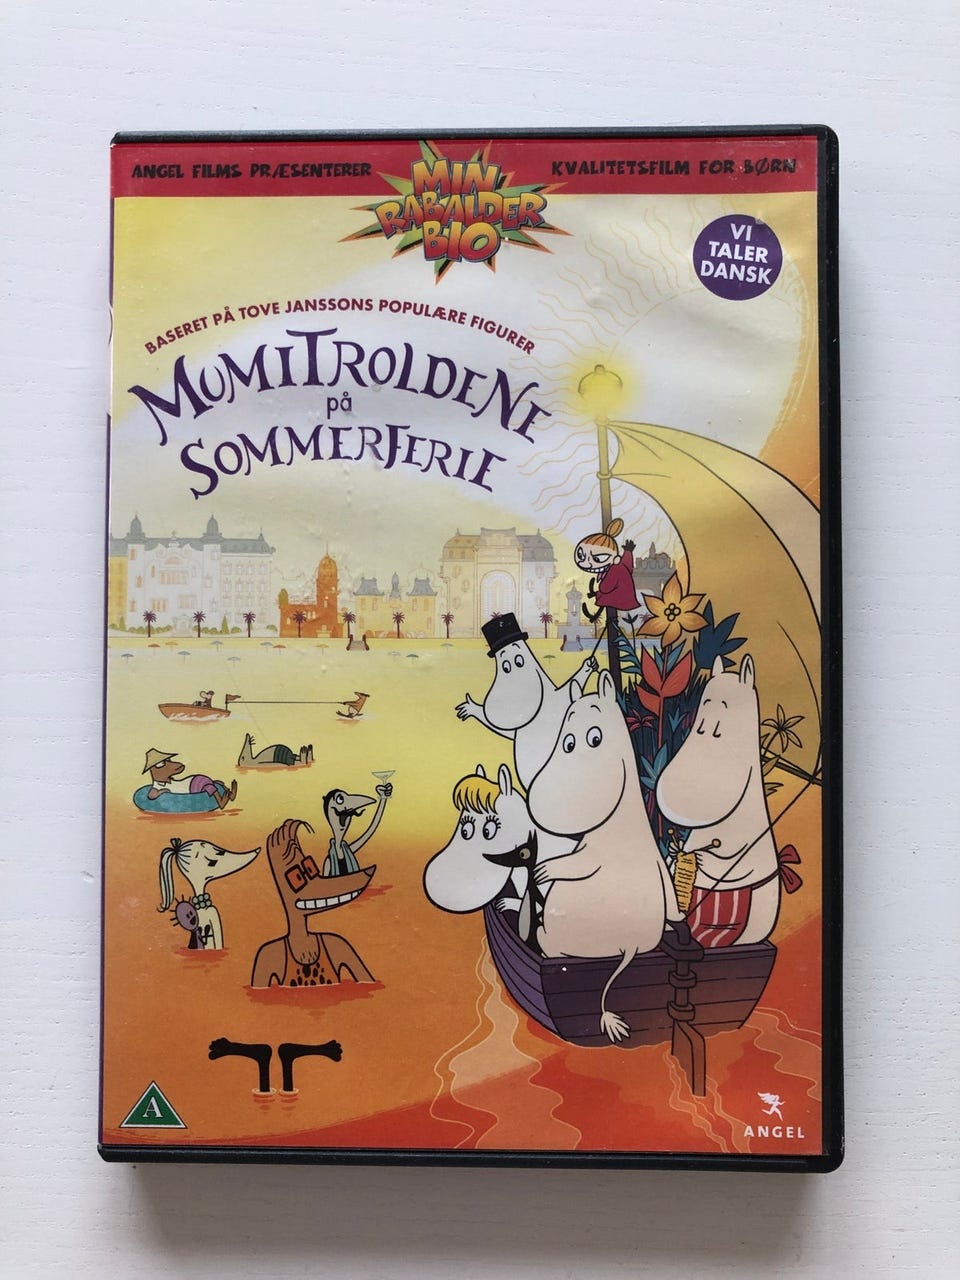 ANGEL FILMS PRÆSENTERER
MIN
RABALDER
BIO
KVALITETSFILM FOR BØRN
VI
TALER
DANSK
BASERET PÅ TOVE JANSSONS POPULÆRE FIGURER
MUMITROLDENE
på
SOMMERFERIE
A
ANGEL